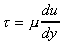 τ = μ du/dy